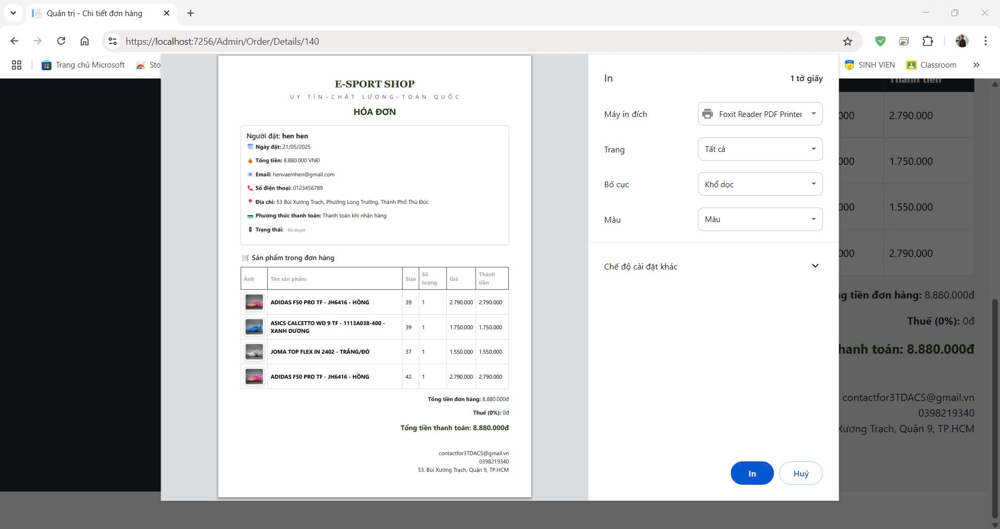 Quản trị - Chi tiết đơn hàng
https://localhost:7256/Admin/Order/Details/140
Trang chủ Microsoft
Sto
SINH VIEN
Classroom
E-SPORT SHOP
UY TÍN–CHẤT LƯỢNG–TOÀN QUỐC
HÓA ĐƠN
Người đặt: hen hen
Ngày đặt: 21/05/2025
Tổng tiền: 8.880.000 VNĐ
Email: henvaemhen@gmail.com
Số điện thoại: 0123456789
Địa chỉ: 53 Bùi Xương Trạch, Phường Long Trường, Thành Phố Thủ Đức
Phương thức thanh toán: Thanh toán khi nhận hàng
Trạng thái: Đã duyệt
Sản phẩm trong đơn hàng
Ảnh Tên sản phẩm Size Số lượng Giá Thành tiền
ADIDAS F50 PRO TF - JH6416 - HỒNG 39 1 2.790.000 2.790.000
ASICS CALCETTO WD 9 TF - 1113A038-400 -
XANH DƯƠNG 39 1 1.750.000 1.750.000
JOMA TOP FLEX IN 2402 - TRẮNG/ĐỎ 37 1 1.550.000 1.550.000
ADIDAS F50 PRO TF - JH6416 - HỒNG 42 1 2.790.000 2.790.000
Tổng tiền đơn hàng: 8.880.000đ
Thuế (0%): 0đ
Tổng tiền thanh toán: 8.880.000đ
contactfor3TDACS@gmail.vn
0398219340
53. Bùi Xương Trạch, Quận 9, TP.HCM
In
1 tờ giấy
Máy in đích
Foxit Reader PDF Printer
Trang
Tất cả
Bố cục
Khổ dọc
Màu
Màu
Chế độ cài đặt khác
In
Huỷ
Thành tiền
000 2.790.000
000 1.750.000
000 1.550.000
000 2.790.000
g tiền đơn hàng: 8.880.000đ
Thuế (0%): 0đ
hanh toán: 8.880.000đ
contactfor3TDACS@gmail.vn
0398219340
Xương Trạch, Quận 9, TP.HCM